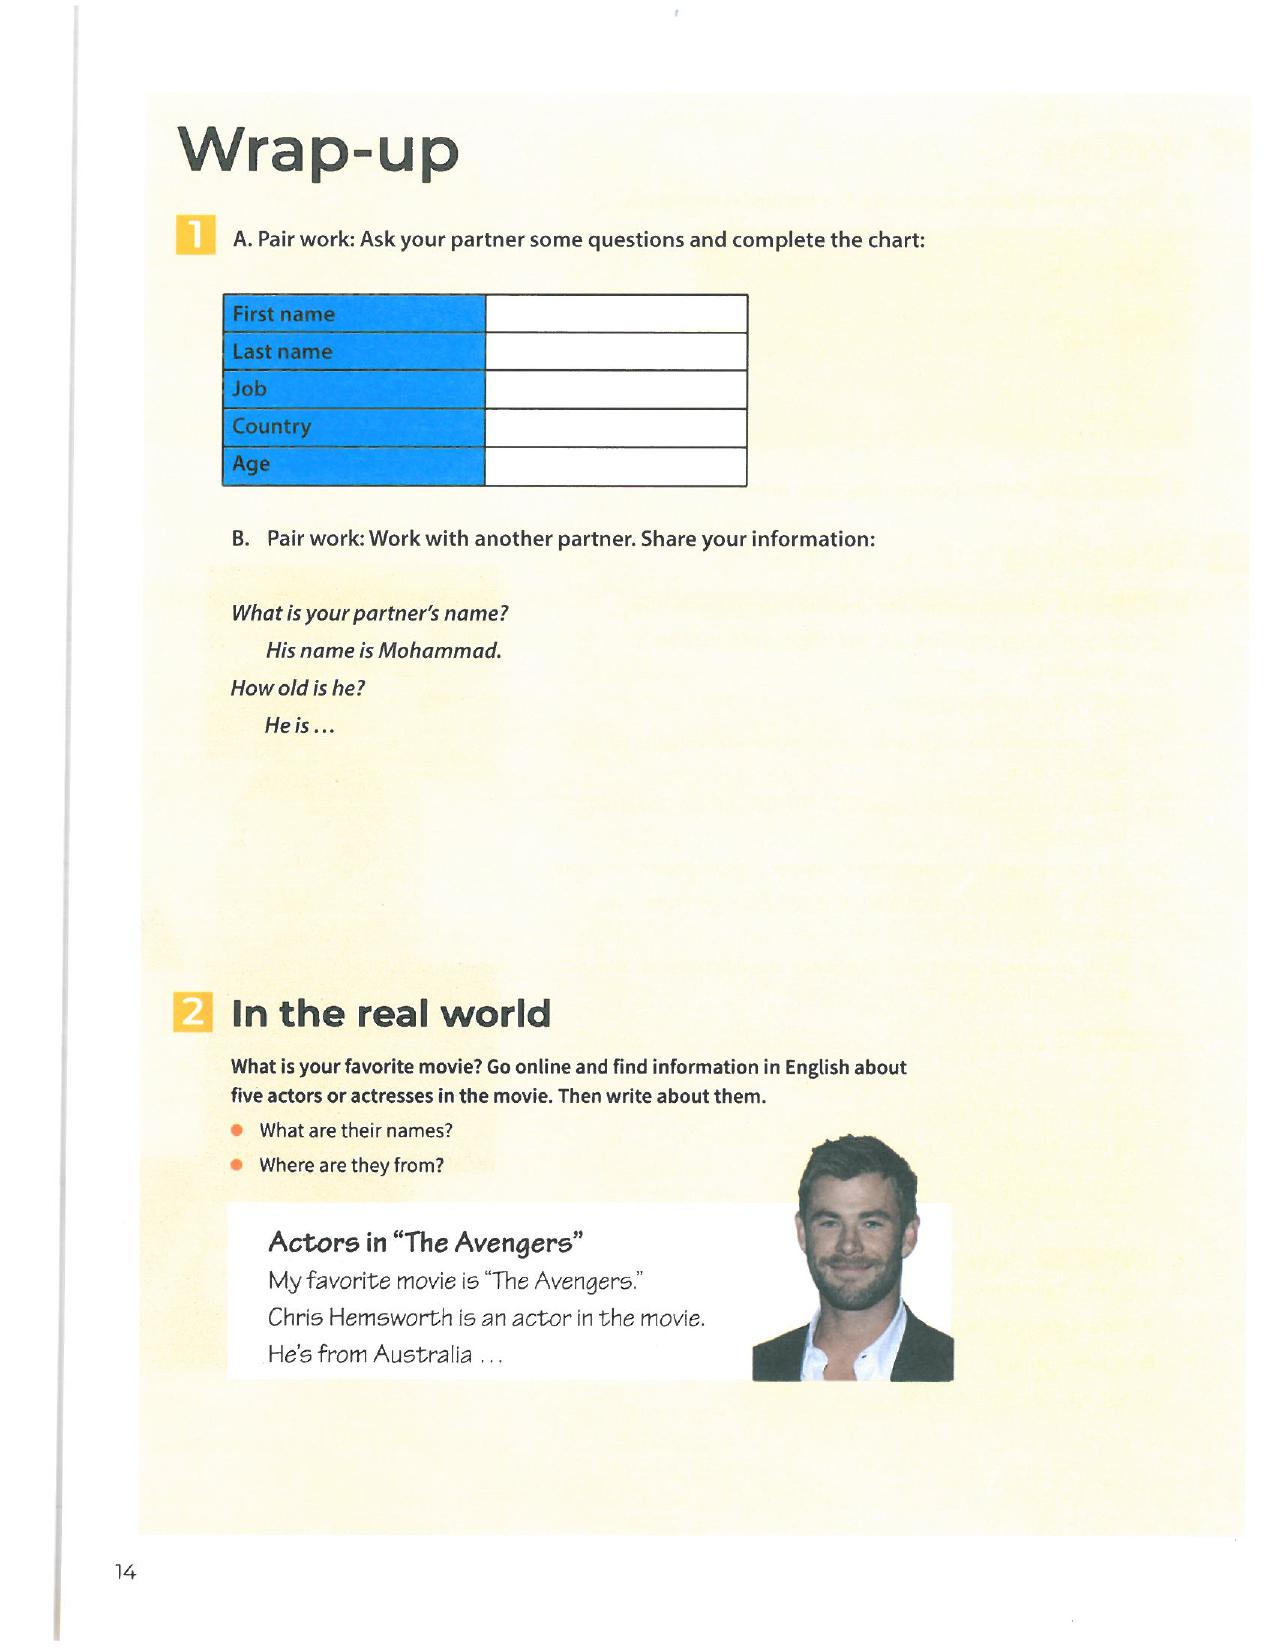 Wrap-up
1 A. Pair work: Ask your partner some questions and complete the chart:
First name
Last name
Job
Country
Age
B. Pair work: Work with another partner. Share your information:
What is your partner's name?
His name is Mohammad.
How old is he?
He is ...
2 In the real world
What is your favorite movie? Go online and find information in English about
five actors or actresses in the movie. Then write about them.
• What are their names?
• Where are they from?
Actors in “The Avengers”
My favorite movie is “The Avengers.”
Chris Hemsworth is an actor in the movie.
He's from Australia ...
14